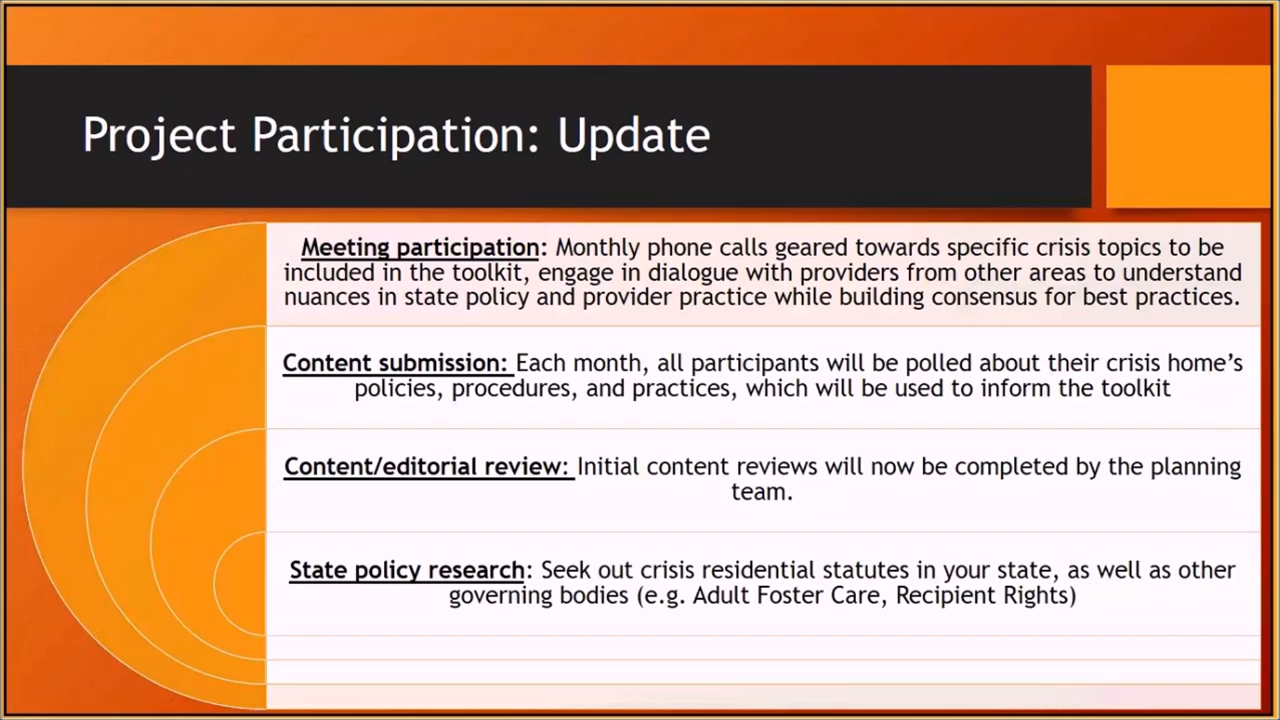 Project Participation: Update
Meeting participation: Monthly phone calls geared towards specific crisis topics to be
included in the toolkit, engage in dialogue with providers from other areas to understand
nuances in state policy and provider practice while building consensus for best practices.
Content submission: Each month, all participants will be polled about their crisis home’s
policies, procedures, and practices, which will be used to inform the toolkit
Content/editorial review: Initial content reviews will now be completed by the planning
team.
State policy research: Seek out crisis residential statutes in your state, as well as other
governing bodies (e.g. Adult Foster Care, Recipient Rights)